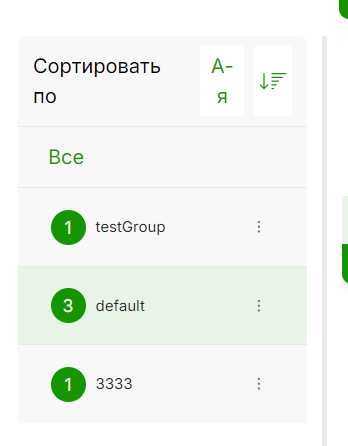 Сортировать
по
А-
я
Все
1 testGroup
3 default
1 3333